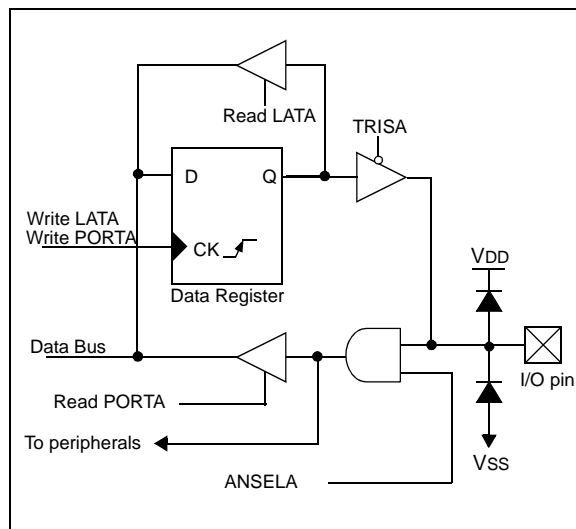 Read LATA
TRISA
D
Q
Write LATA
Write PORTA
CK
Data Register
VDD
Data Bus
I/O pin
Read PORTA
To peripherals
VSS
ANSELA